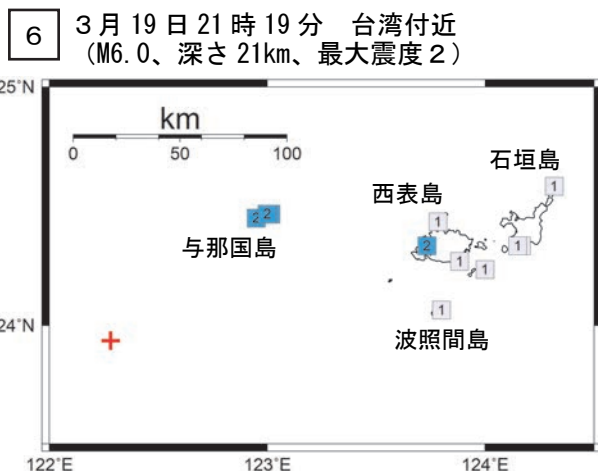 6
3月19日21時19分 台湾付近
(M6.0、深さ21km、最大震度2)
25°N
km
0 50 100
石垣島
1
西表島
1
2 2
与那国島
2 1 1 1
1
波照間島
24°N
122°E 123°E 124°E